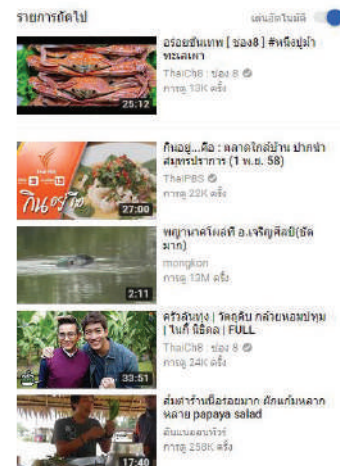 รายการถัดไป
เล่นอัตโนมัติ
อร่อยชั้นเทพ [ ช่อง8 ] #หนึ่งปูม้า
ทะเลเผา
ThaiCh8 : ช่อง 8
การดู 13K ครั้ง
25:12
กินอยู่...คือ : ตลาดใกล้บ้าน ปากน้ำ
สมุทรปราการ (1 พ.ย. 58)
ThaiPBS
การดู 22K ครั้ง
กินอยู่คือ
27:00
พญานาคโผล่ที่ อ.เจริญศิลป์(ชัด
มาก)
mongkon
การดู 13M ครั้ง
2:11
ครัวลั่นทุ่ง | วัตถุดิบ กล้วยหอมปทุม
| ไนกี้ นิธิดล | FULL
ThaiCh8 : ช่อง 8
การดู 24K ครั้ง
33:51
ส้มตำร้านนี้อร่อยมาก ผักแก้มหลาก
หลาย papaya salad
การดู 258K ครั้ง
17:40